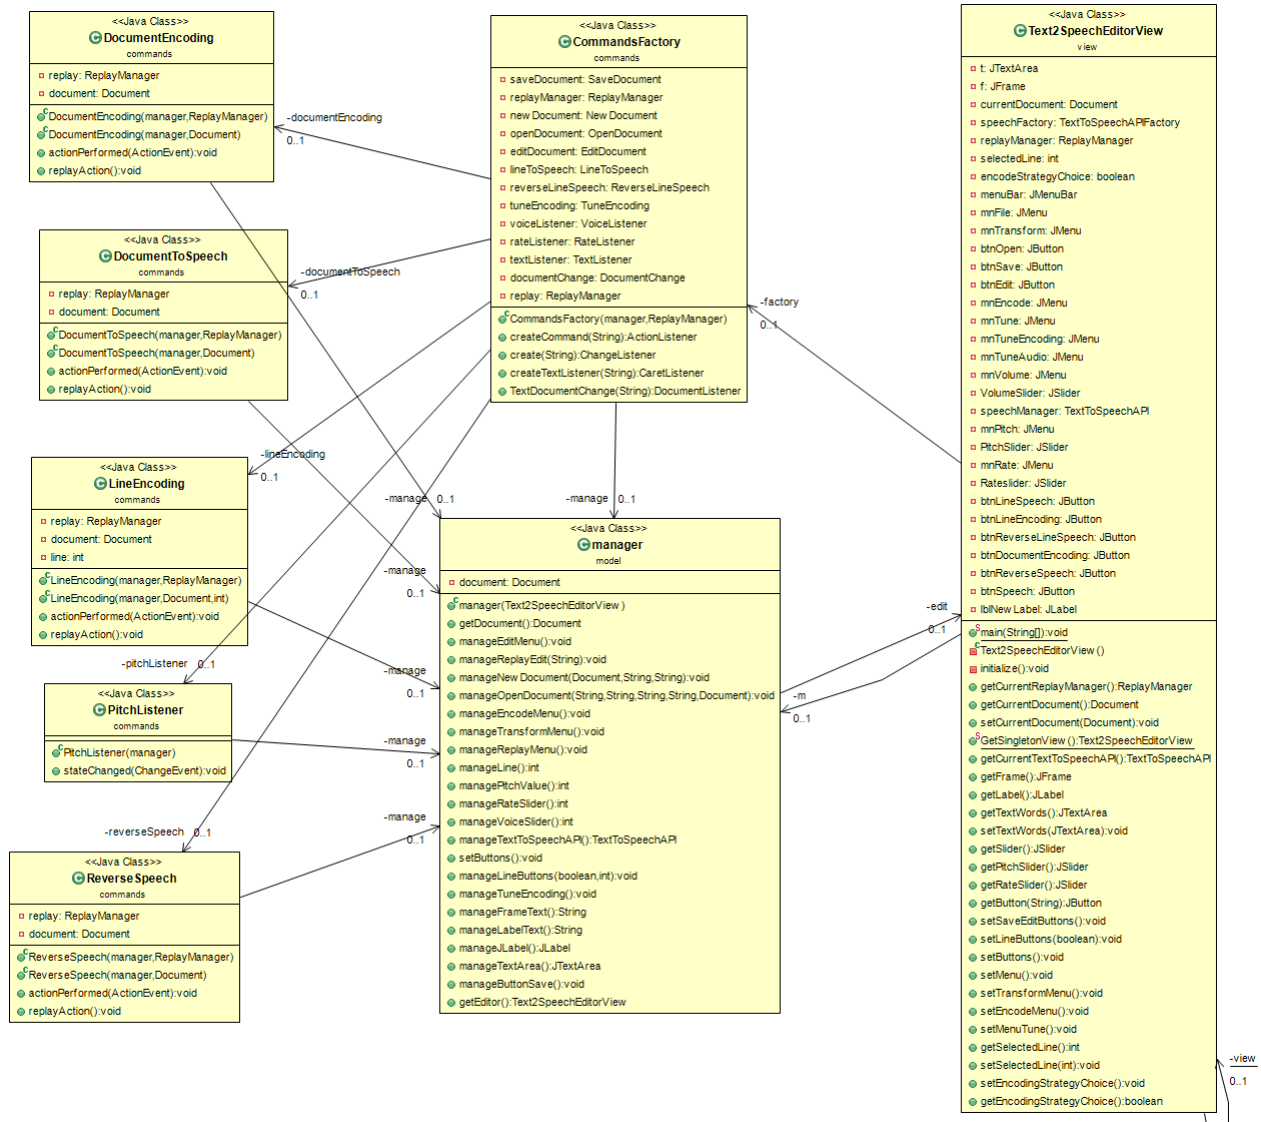 <<Java Class>>
DocumentEncoding
commands
replay: ReplayManager
document: Document
DocumentEncoding(manager,ReplayManager)
DocumentEncoding(manager,Document)
actionPerformed(ActionEvent):void
replayAction():void
<<Java Class>>
DocumentToSpeech
commands
replay: ReplayManager
document: Document
DocumentToSpeech(manager,ReplayManager)
DocumentToSpeech(manager,Document)
actionPerformed(ActionEvent):void
replayAction():void
<<Java Class>>
LineEncoding
commands
replay: ReplayManager
document: Document
line: int
LineEncoding(manager,ReplayManager)
LineEncoding(manager,Document,int)
actionPerformed(ActionEvent):void
replayAction():void
<<Java Class>>
PitchListener
commands
PitchListener(manager)
stateChanged(ChangeEvent):void
<<Java Class>>
ReverseSpeech
commands
replay: ReplayManager
document: Document
ReverseSpeech(manager,ReplayManager)
ReverseSpeech(manager,Document)
actionPerformed(ActionEvent):void
replayAction():void
-documentEncoding
0..1
-documentToSpeech
0..1
-lineEncoding
0..1
-pitchListener
0..1
-reverseSpeech
0..1
<<Java Class>>
CommandsFactory
commands
saveDocument: SaveDocument
replayManager: ReplayManager
newDocument: NewDocument
openDocument: OpenDocument
editDocument: EditDocument
lineToSpeech: LineToSpeech
reverseLineSpeech: ReverseLineSpeech
tuneEncoding: TuneEncoding
voiceListener: VoiceListener
rateListener: RateListener
textListener: TextListener
documentChange: DocumentChange
replay: ReplayManager
CommandsFactory(manager,ReplayManager)
createCommand(String):ActionListener
create(String):ChangeListener
createTextListener(String):CaretListener
TextDocumentChange(String):DocumentListener
-manage 0..1
-manage 0..1
-manage
0..1
-manage
0..1
-manage
0..1
-manage
0..1
<<Java Class>>
manager
model
document: Document
manager(Text2SpeechEditorView)
getDocument():Document
manageEditMenu():void
manageReplayEdit(String):void
manageNewDocument(Document,String,String):void
manageOpenDocument(String,String,String,String,Document):void
manageEncodeMenu():void
manageTransformMenu():void
manageReplayMenu():void
manageLine():int
managePitchValue():int
manageRateSlider():int
manageVoiceSlider():int
manageTextToSpeechAPI():TextToSpeechAPI
setButtons():void
manageLineButtons(boolean,int):void
manageTuneEncoding():void
manageFrameText():String
manageLabelText():String
manageJLabel():JLabel
manageTextArea():JTextArea
manageButtonSave():void
getEditor():Text2SpeechEditorView
-factory
0..1
-edit
0..1
-m
0..1
<<Java Class>>
Text2SpeechEditorView
view
t: JTextArea
f: JFrame
currentDocument: Document
speechFactory: TextToSpeechAPIFactory
replayManager: ReplayManager
selectedLine: int
encodeStrategyChoice: boolean
menuBar: JMenuBar
mnFile: JMenu
mnTransform: JMenu
btnOpen: JButton
btnSave: JButton
btnEdit: JButton
mnEncode: JMenu
mnTune: JMenu
mnTuneEncoding: JMenu
mnTuneAudio: JMenu
mnVolume: JMenu
VolumeSlider: JSlider
speechManager: TextToSpeechAPI
mnPitch: JMenu
PitchSlider: JSlider
mnRate: JMenu
Rateslider: JSlider
btnLineSpeech: JButton
btnLineEncoding: JButton
btnReverseLineSpeech: JButton
btnDocumentEncoding: JButton
btnReverseSpeech: JButton
btnSpeech: JButton
lblNewLabel: JLabel
main(String[]):void
Text2SpeechEditorView()
initialize():void
getCurrentReplayManager():ReplayManager
getCurrentDocument():Document
setCurrentDocument(Document):void
GetSingletonView():Text2SpeechEditorView
getCurrentTextToSpeechAPI():TextToSpeechAPI
getFrame():JFrame
getLabel():JLabel
getTextWords():JTextArea
setTextWords(JTextArea):void
getSlider():JSlider
getPitchSlider():JSlider
getRateSlider():JSlider
getButton(String):JButton
setSaveEditButtons():void
setLineButtons(boolean):void
setButtons():void
setMenu():void
setTransformMenu():void
setEncodeMenu():void
setMenuTune():void
getSelectedLine():int
setSelectedLine(int):void
setEncodingStrategyChoice():void
getEncodingStrategyChoice():boolean
-view
0..1